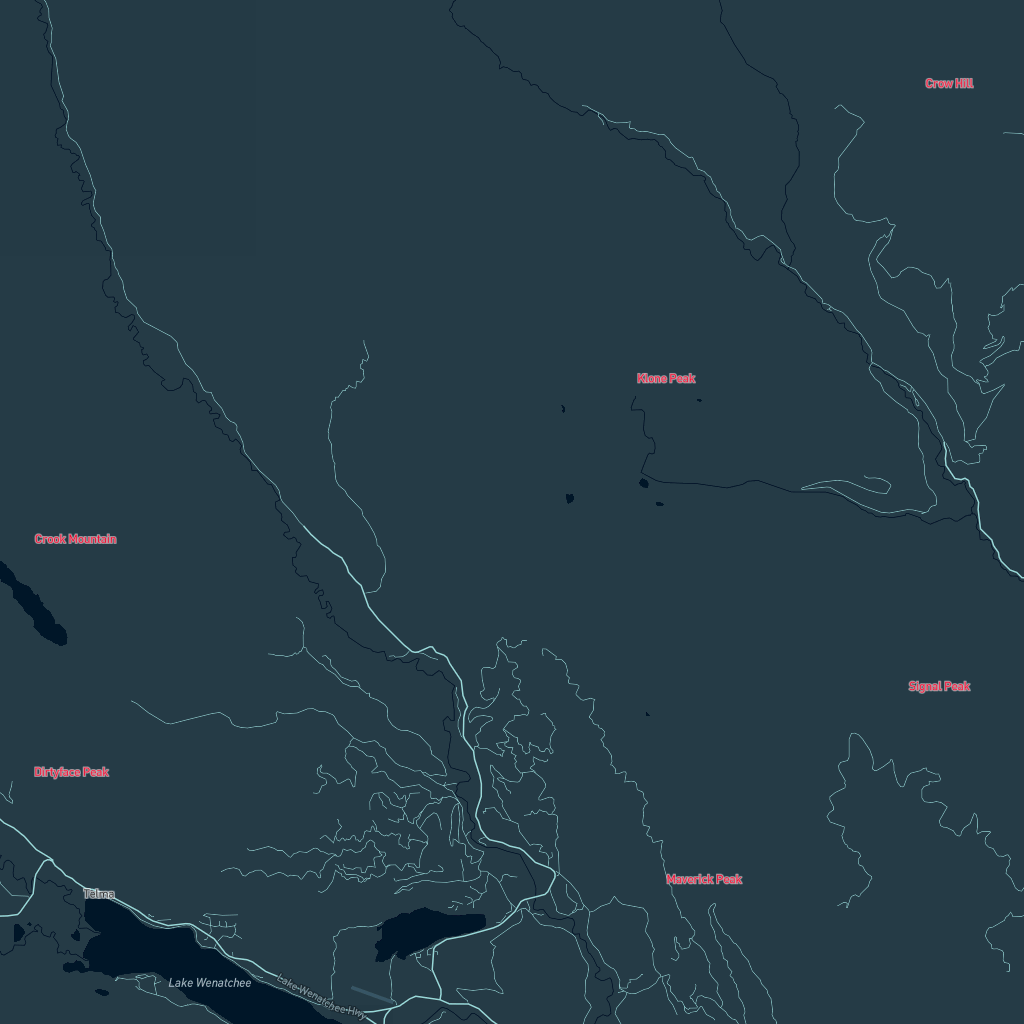 Crow Hill
Klone Peak
Crook Mountain
Signal Peak
Dirtyface Peak
Maverick Peak
Telma
Lake Wenatchee
Lake Wenatchee Hwy